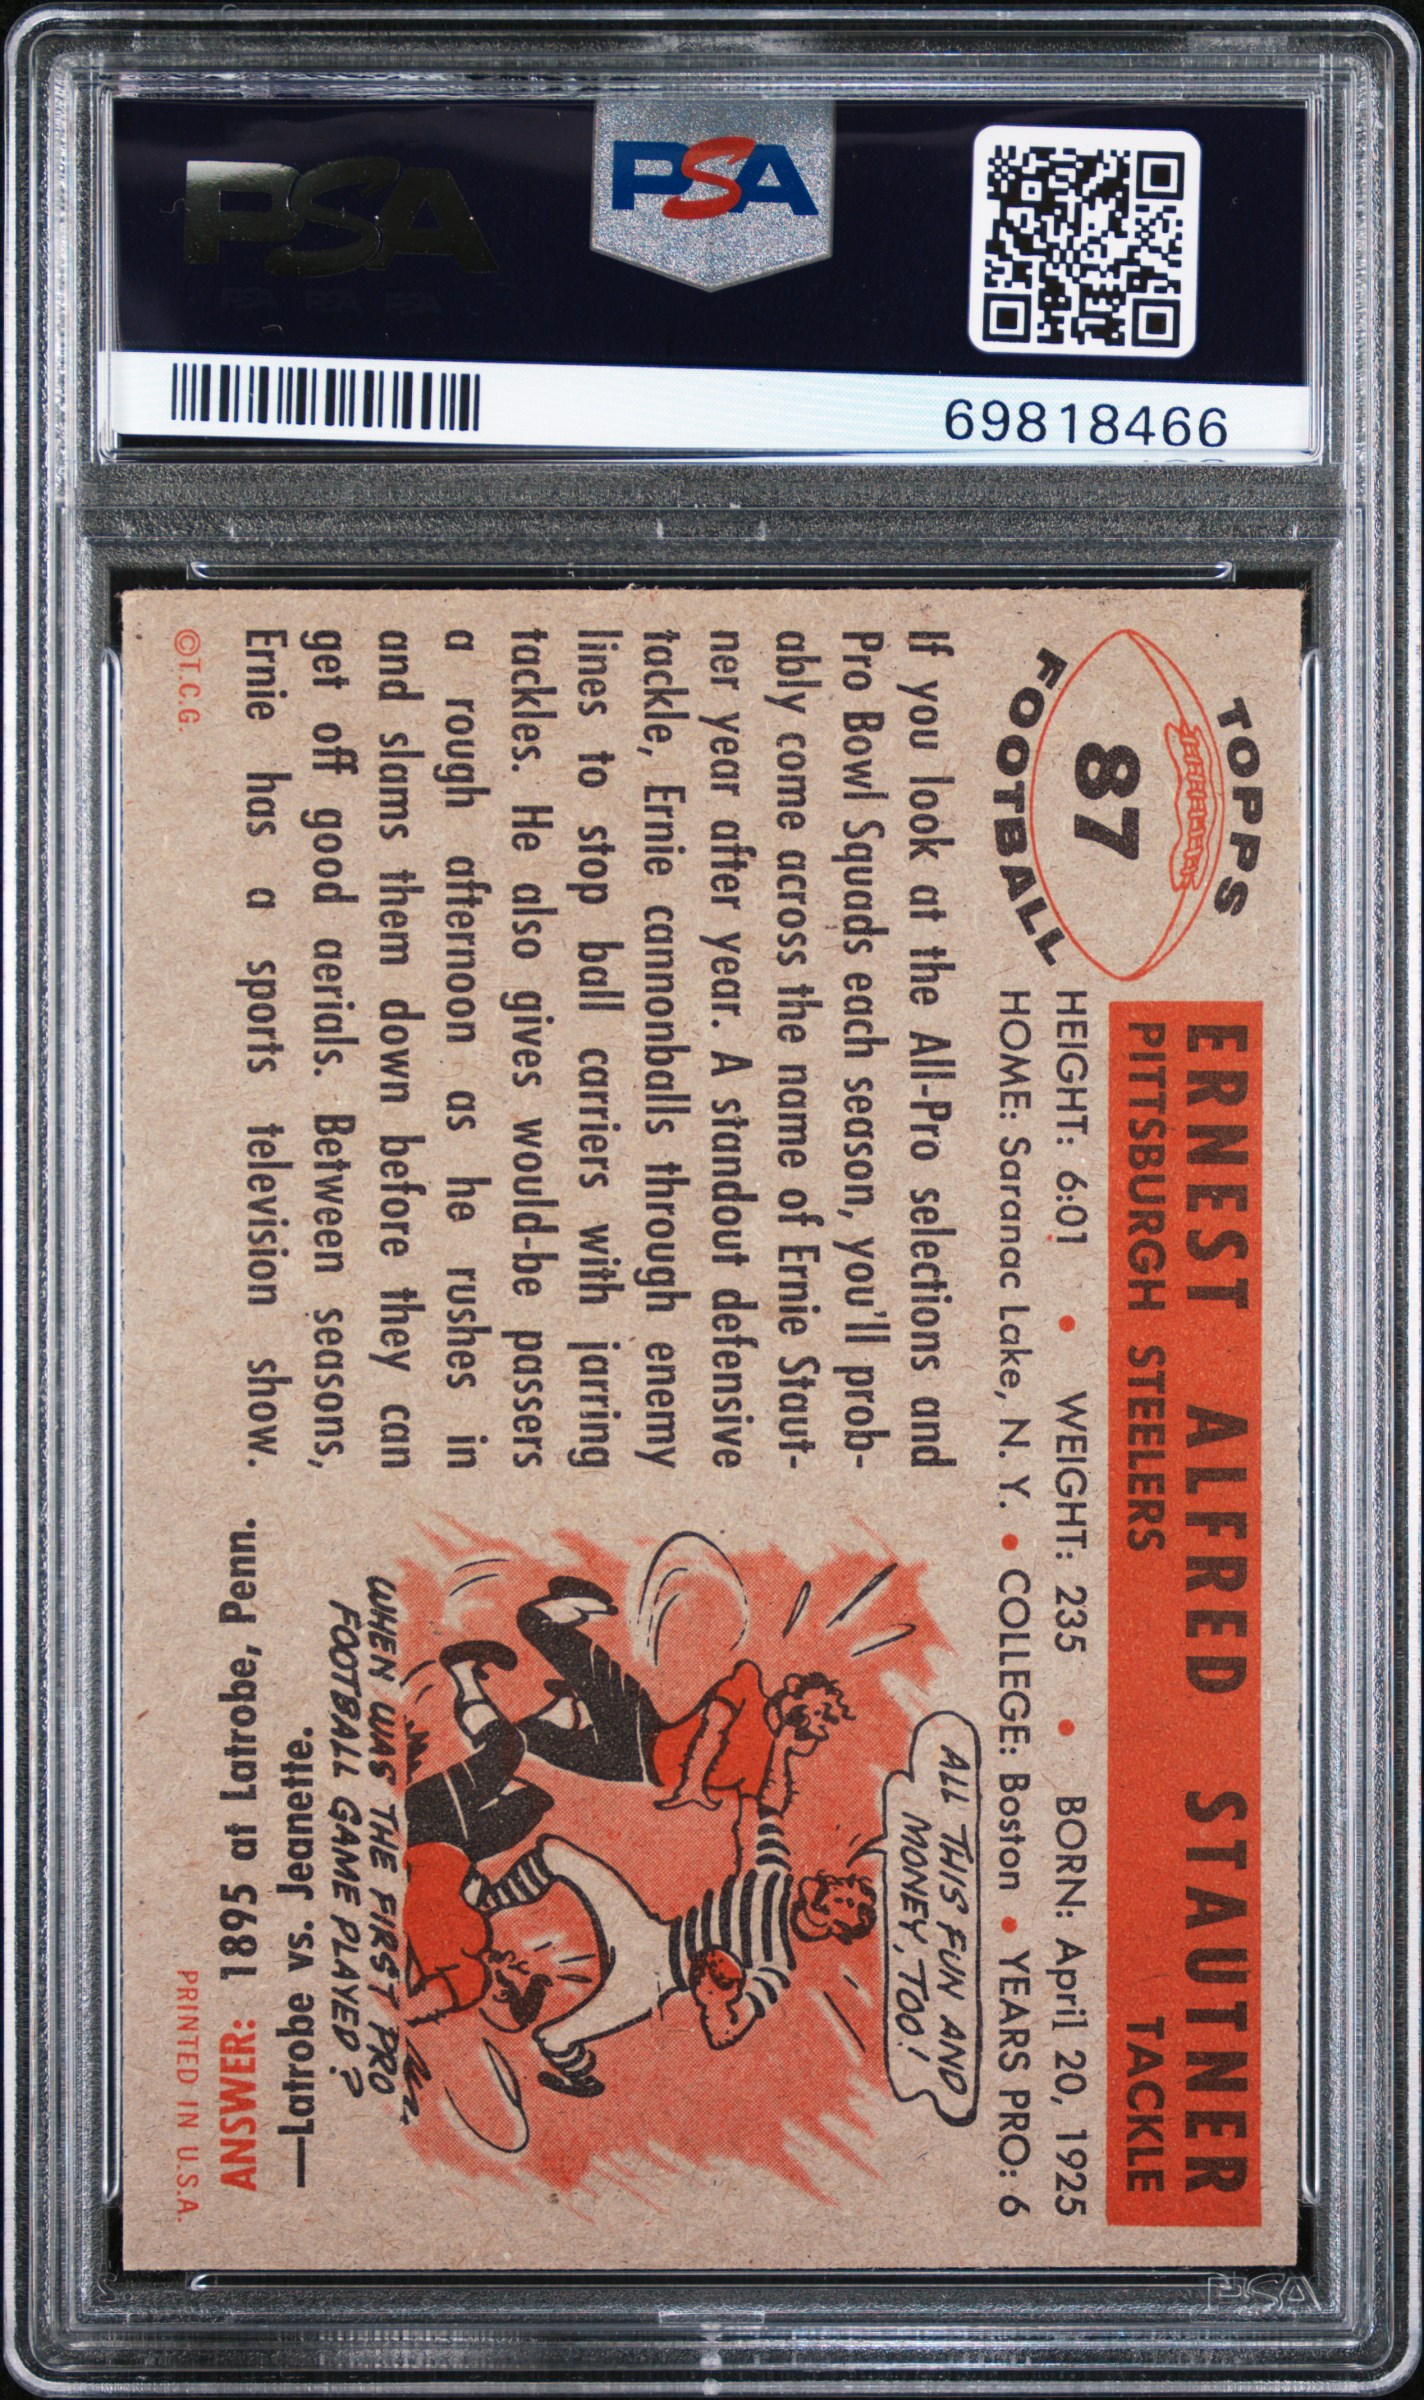 PSA
PSA
69818466
TOPPS
87
FOOTBALL
ERNEST ALFRED STAUTNER
PITTSBURGH STEELERS TACKLE
HEIGHT: 6:01 • WEIGHT: 235 • BORN: April 20, 1925
HOME: Saranac Lake, N. Y. • COLLEGE: Boston • YEARS PRO: 6
If you look at the All-Pro selections and
Pro Bowl Squads each season, you'll prob-
ably come across the name of Ernie Staut-
ner year after year. A standout defensive
tackle, Ernie cannonballs through enemy
lines to stop ball carriers with jarring
tackles. He also gives would-be passers
a rough afternoon as he rushes in
and slams them down before they can
get off good aerials. Between seasons,
Ernie has a sports television show.
ALL THIS FUN AND
MONEY, TOO!
WHEN WAS THE FIRST PRO
FOOTBALL GAME PLAYED?
ANSWER: 1895 at Latrobe, Penn.
—Latrobe vs. Jeanette.
©T.C.G.
PRINTED IN U.S.A.
PSA